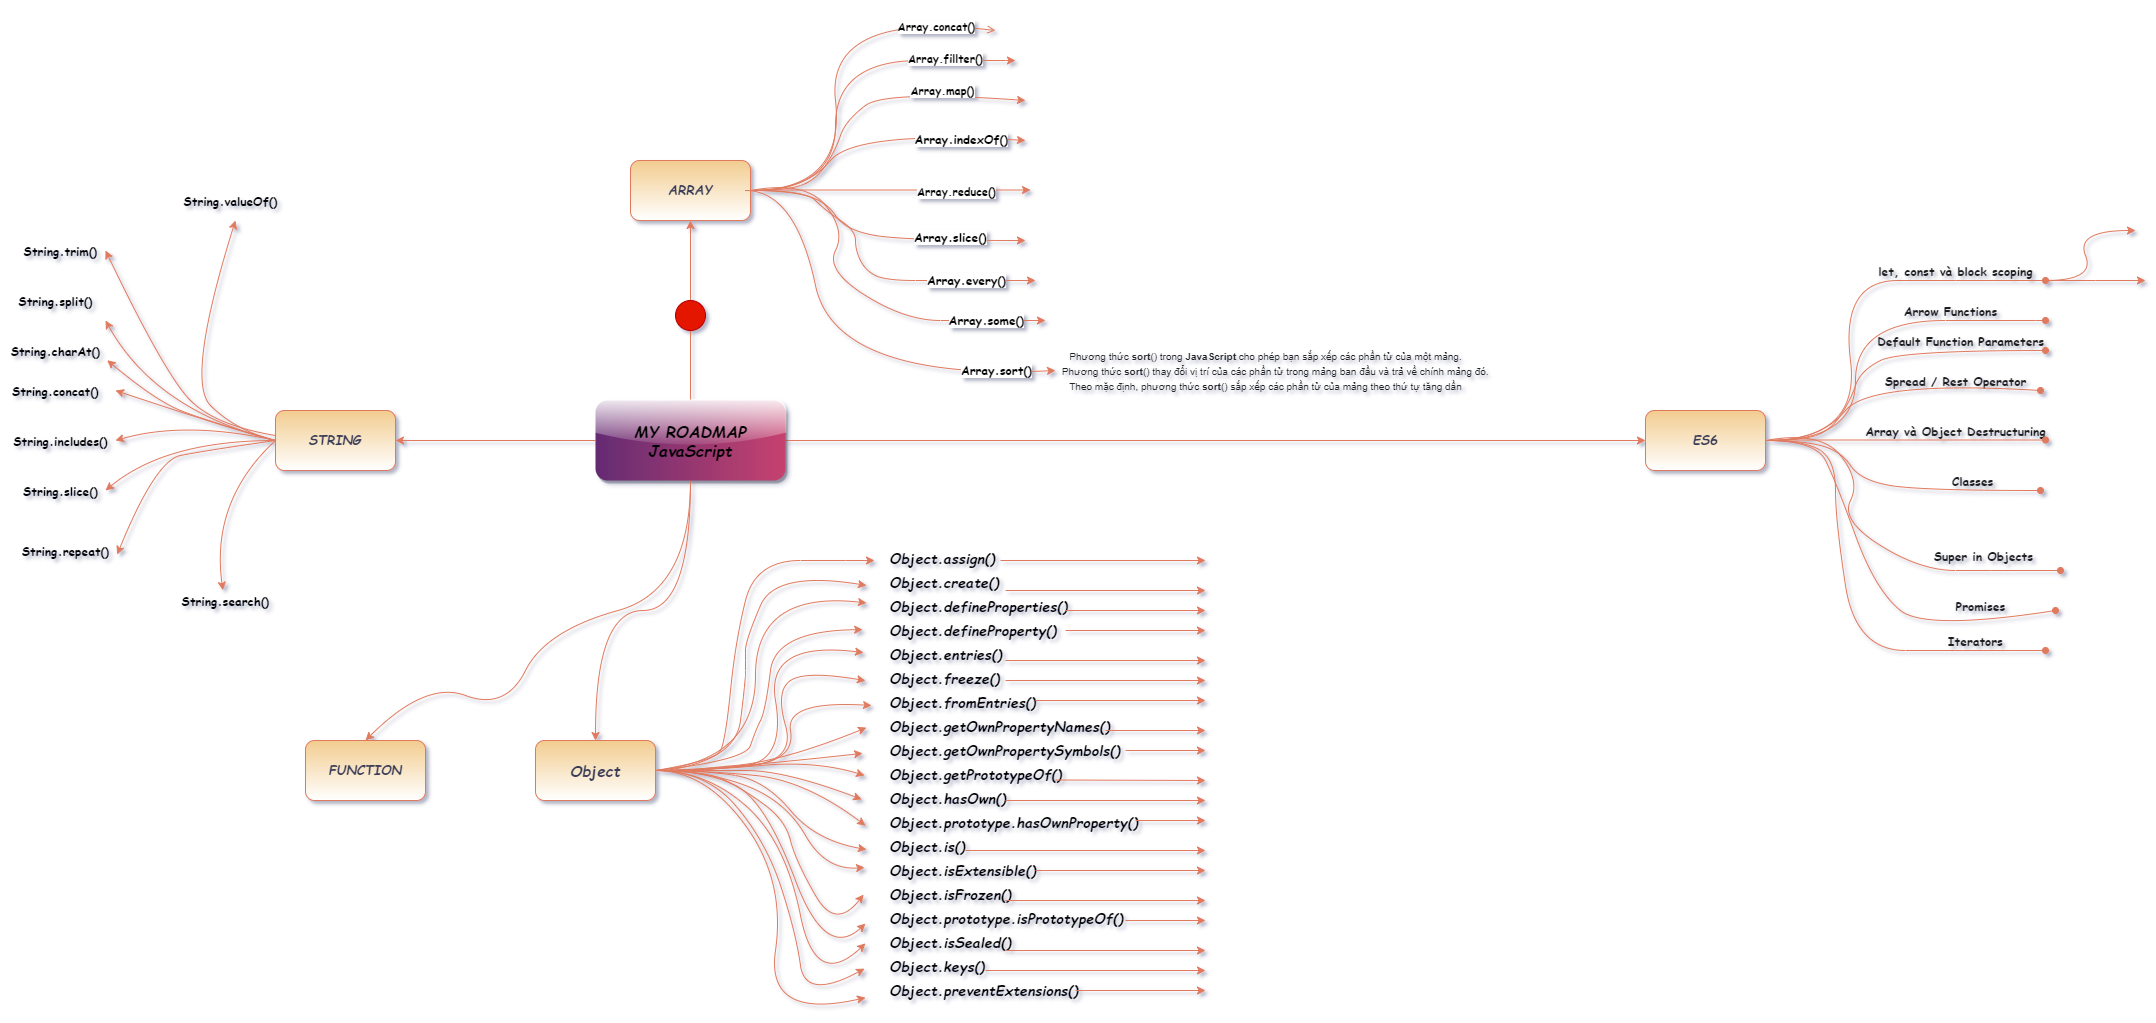 Array.concat()
Array.fillter()
Array.map()
Array.indexOf()
ARRAY
Array.reduce()
Array.slice()
Array.every()
Array.some()
Array.sort()
Phương thức sort() trong JavaScript cho phép bạn sắp xếp các phần tử của một mảng.
Phương thức sort() thay đổi vị trí của các phần tử trong mảng ban đầu và trả về chính mảng đó.
Theo mặc định, phương thức sort() sắp xếp các phần tử của mảng theo thứ tự tăng dần
String.valueOf()
String.trim()
String.split()
String.charAt()
String.concat()
String.includes()
String.slice()
String.repeat()
String.search()
STRING
MY ROADMAP
JavaScript
ES6
let, const và block scoping
Arrow Functions
Default Function Parameters
Spread / Rest Operator
Array và Object Destructuring
Classes
Super in Objects
Promises
Iterators
FUNCTION
Object
Object.assign()
Object.create()
Object.defineProperties()
Object.defineProperty()
Object.entries()
Object.freeze()
Object.fromEntries()
Object.getOwnPropertyNames()
Object.getOwnPropertySymbols()
Object.getPrototypeOf()
Object.hasOwn()
Object.prototype.hasOwnProperty()
Object.is()
Object.isExtensible()
Object.isFrozen()
Object.prototype.isPrototypeOf()
Object.isSealed()
Object.keys()
Object.preventExtensions()